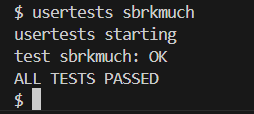 $ usertests sbrkmuch
usertests starting
test sbrkmuch: OK
ALL TESTS PASSED
$